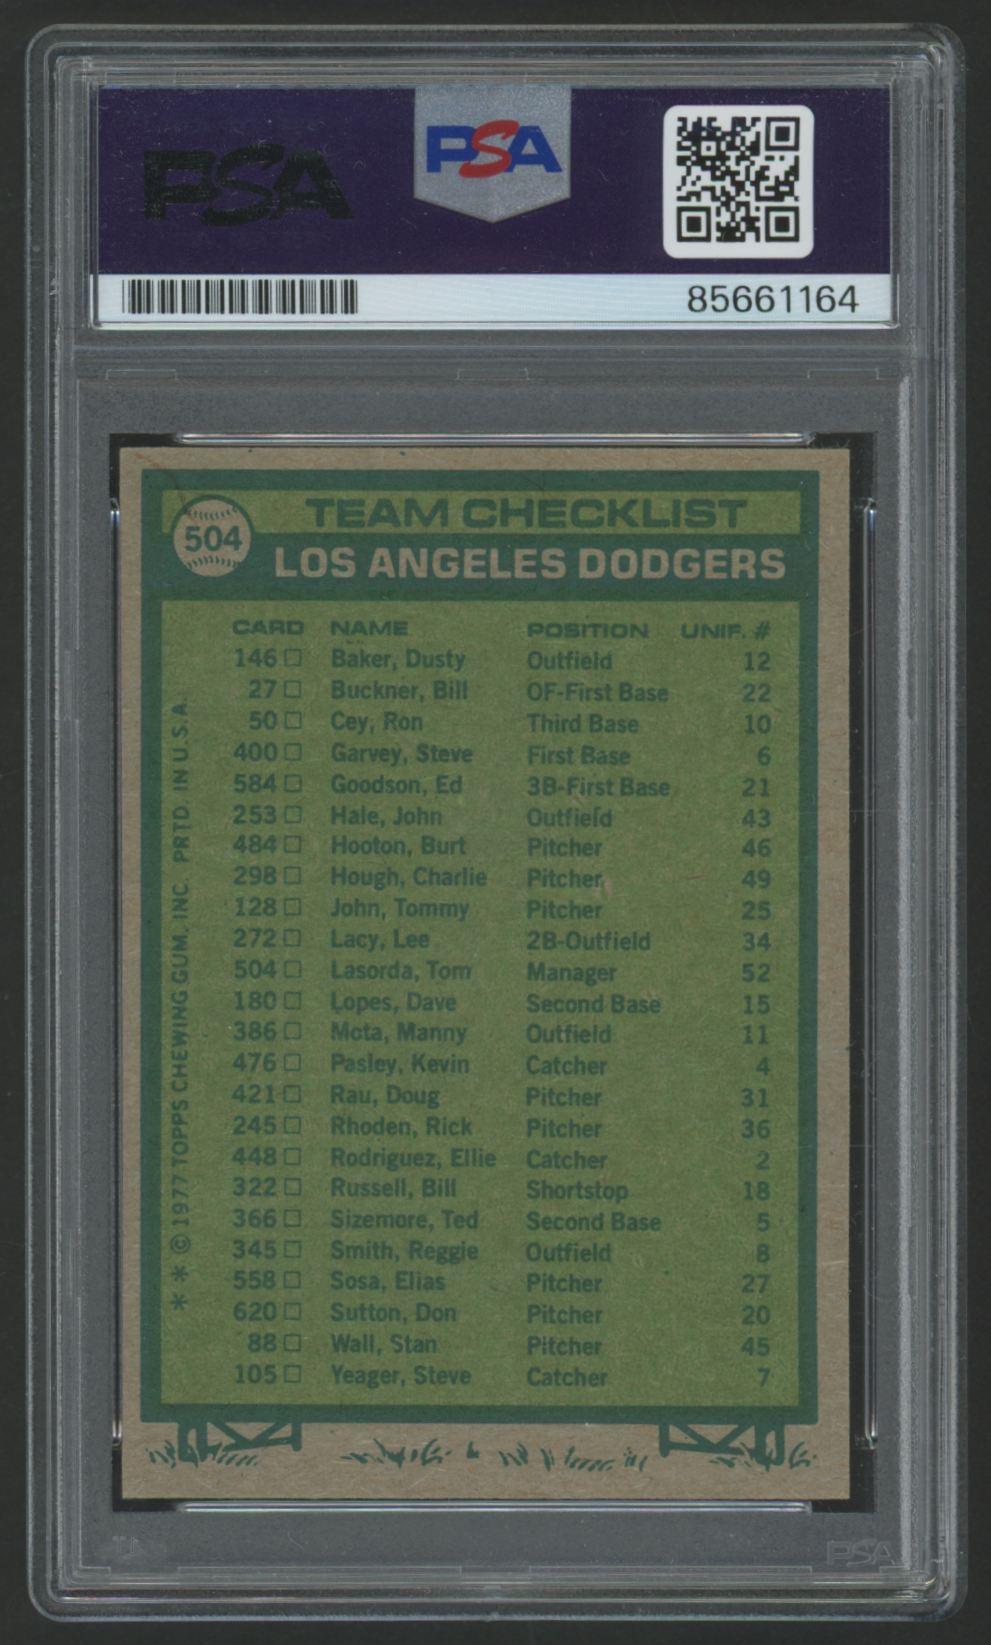 PSA
PSA
85661164
504
TEAM CHECKLIST
LOS ANGELES DODGERS
CARD NAME POSITION UNIF. #
146 □ Baker, Dusty Outfield 12
27 □ Buckner, Bill OF-First Base 22
50 □ Cey, Ron Third Base 10
400 □ Garvey, Steve First Base 6
584 □ Goodson, Ed 3B-First Base 21
253 □ Hale, John Outfield 43
484 □ Hooton, Burt Pitcher 46
298 □ Hough, Charlie Pitcher 49
128 □ John, Tommy Pitcher 25
272 □ Lacy, Lee 2B-Outfield 34
504 □ Lasorda, Tom Manager 52
180 □ Lopes, Dave Second Base 15
386 □ Mota, Manny Outfield 11
476 □ Pasley, Kevin Catcher 4
421 □ Rau, Doug Pitcher 31
245 □ Rhoden, Rick Pitcher 36
448 □ Rodriguez, Ellie Catcher 2
322 □ Russell, Bill Shortstop 18
366 □ Sizemore, Ted Second Base 5
345 □ Smith, Reggie Outfield 8
558 □ Sosa, Elias Pitcher 27
620 □ Sutton, Don Pitcher 20
88 □ Wall, Stan Pitcher 45
105 □ Yeager, Steve Catcher 7
* * © 1977 TOPPS CHEWING GUM, INC. PRTD. IN U.S.A.
PSA